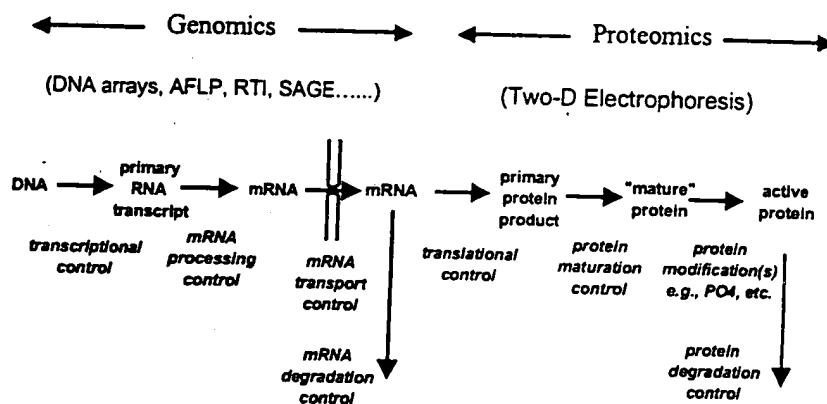 Genomics
Proteomics
(DNA arrays, AFLP, RTI, SAGE......)
(Two-D Electrophoresis)
DNA
primary
RNA
transcript
mRNA
mRNA
primary
protein
product
"mature"
protein
active
protein
transcriptional
control
mRNA
processing
control
mRNA
transport
control
translational
control
protein
maturation
control
protein
modification(s)
e.g., PO4, etc.
mRNA
degradation
control
protein
degradation
control